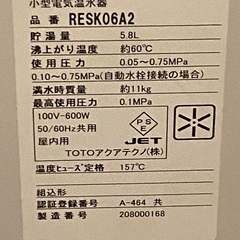 小型電気温水器
品番 RESK06A2
貯湯量 5.8L
沸上がり温度 約60℃
使用圧力 0.05～0.75MPa
0.10～0.75MPa(自動水栓接続の場合)
満水時質量 約11kg
最高使用圧力 0.1MPa
100V-600W
50/60Hz共用
屋内用
PSE
JET
TOTOアクアテクノ(株)
温度ヒューズ定格 157℃
組込形
認証登録番号 A-464 共
製造番号 208000168